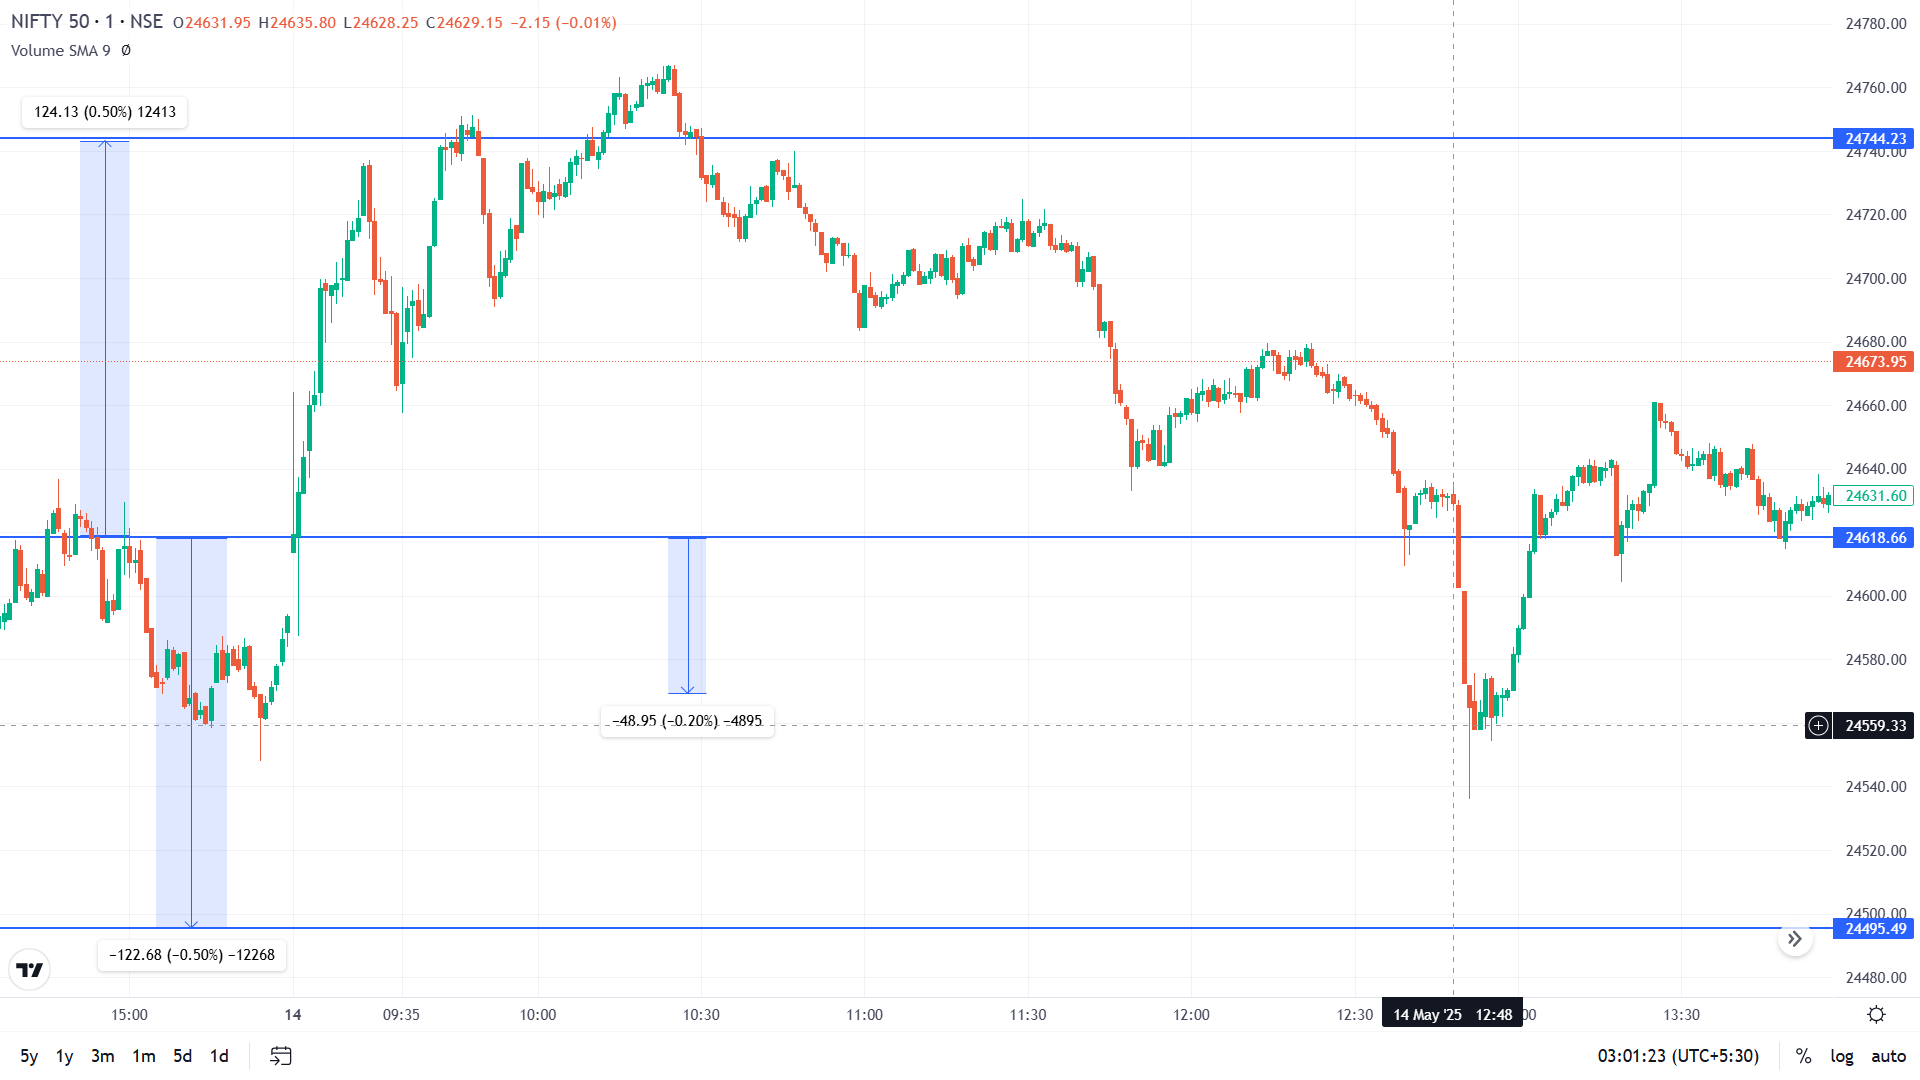 NIFTY 50 · 1 · NSE O24631.95 H24635.80 L24628.25 C24629.15 −2.15 (−0.01%)
Volume SMA 9 Ø
124.13 (0.50%) 12413
−48.95 (−0.20%) −4895
−122.68 (−0.50%) −12268
24780.00
24760.00
24744.23
24740.00
24720.00
24700.00
24680.00
24673.95
24660.00
24640.00
24631.60
24618.66
24600.00
24580.00
24559.33
24540.00
24520.00
24500.00
24495.49
24480.00
15:00 14 09:35 10:00 10:30 11:00 11:30 12:00 12:30 14 May '25 12:48 00 13:30
5y 1y 3m 1m 5d 1d 03:01:23 (UTC+5:30) % log auto